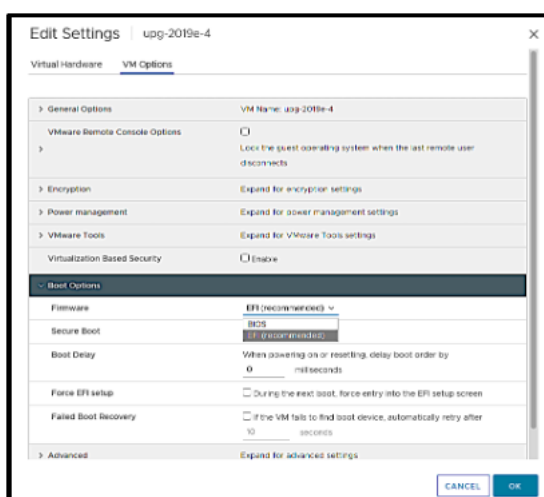 Edit Settings upg-2019e-4
Virtual Hardware VM Options
General Options VM Name: upg-2019e-4
VMware Remote Console Options
Lock the guest operating system when the last remote user
disconnects
Encryption Expand for encryption settings
Power management Expand for power management settings
VMware Tools Expand for VMware Tools settings
Virtualization Based Security Enable
Boot Options
Firmware EFI (recommended)
BIOS
Secure Boot EFI (recommended)
Boot Delay When powering on or resetting, delay boot order by
0 milliseconds
Force EFI setup During the next boot, force entry into the EFI setup screen
Failed Boot Recovery If the VM fails to find boot device, automatically retry after
10 seconds
Advanced Expand for advanced settings
CANCEL OK